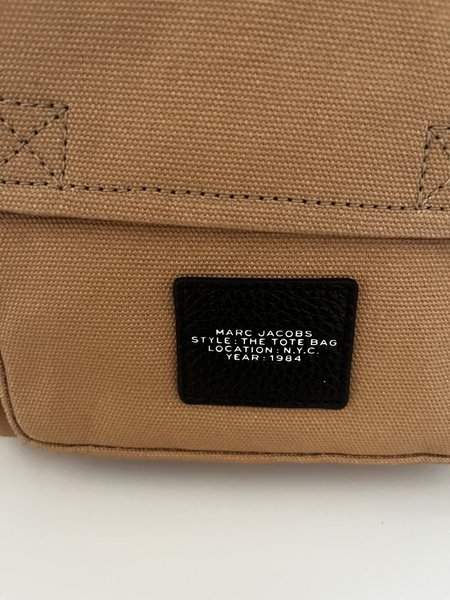 MARC JACOBS
STYLE: THE TOTE BAG
LOCATION: N.Y.C.
YEAR: 1984